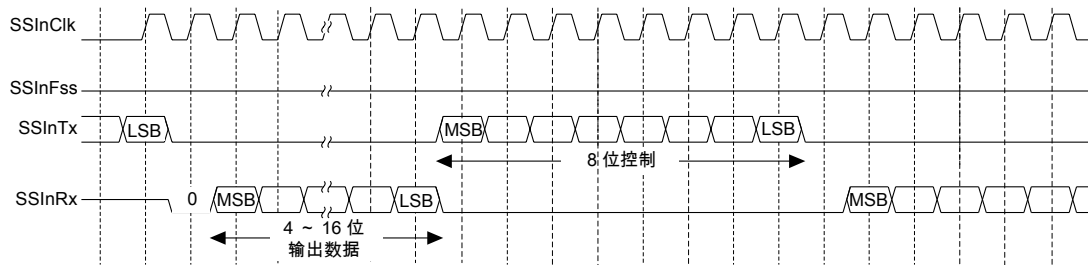 SSInClk
SSInFss
SSInTx
LSB
MSB
LSB
8 位控制
SSInRx
0
MSB
LSB
MSB
4 ~ 16 位
输出数据